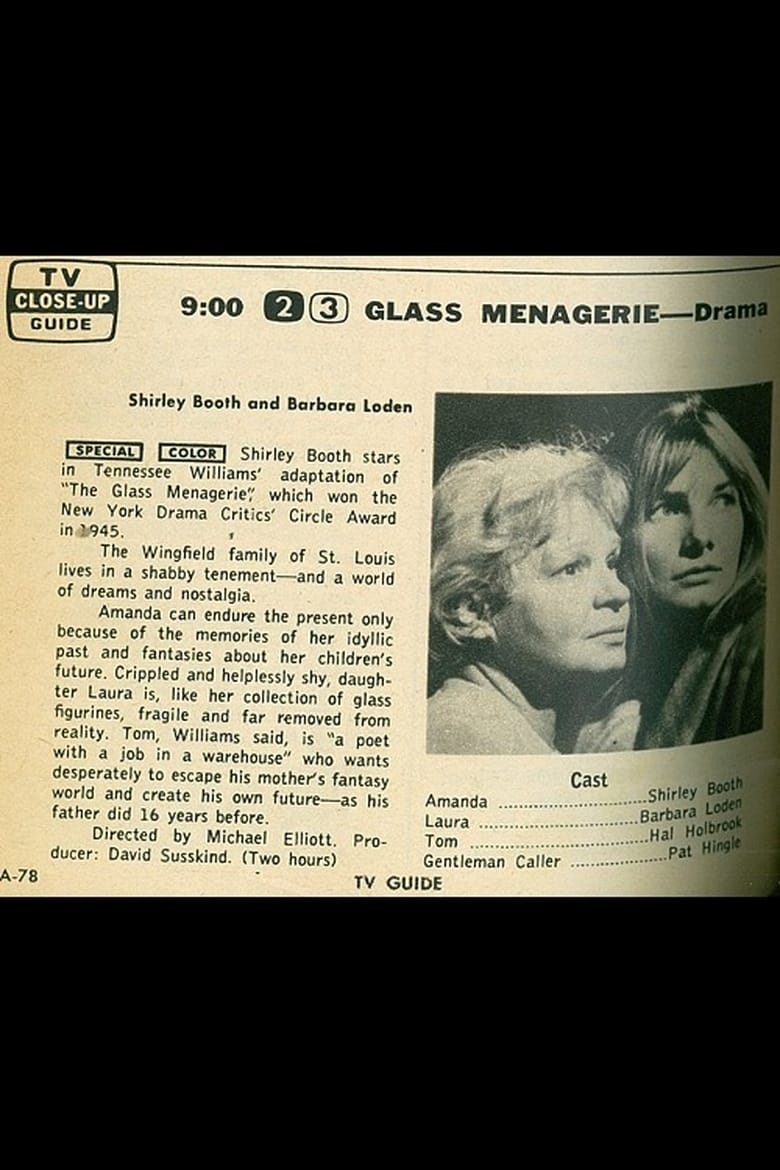 TV
CLOSE-UP
GUIDE
9:00 2 3 GLASS MENAGERIE—Drama
Shirley Booth and Barbara Loden
SPECIAL COLOR Shirley Booth stars
in Tennessee Williams' adaptation of
"The Glass Menagerie," which won the
New York Drama Critics' Circle Award
in 1945.
The Wingfield family of St. Louis
lives in a shabby tenement—and a world
of dreams and nostalgia.
Amanda can endure the present only
because of the memories of her idyllic
past and fantasies about her children's
future. Crippled and helplessly shy, daugh-
ter Laura is, like her collection of glass
figurines, fragile and far removed from
reality. Tom, Williams said, is "a poet
with a job in a warehouse" who wants
desperately to escape his mother's fantasy
world and create his own future—as his
father did 16 years before.
Directed by Michael Elliott. Pro-
ducer: David Susskind. (Two hours)
Cast
Amanda ........................Shirley Booth
Laura ..........................Barbara Loden
Tom .............................Hal Holbrook
Gentleman Caller ................Pat Hingle
A-78
TV GUIDE